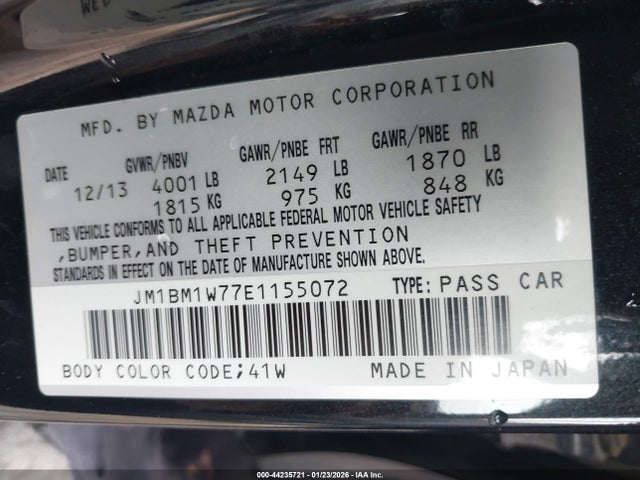 WED
MFD. BY MAZDA MOTOR CORPORATION
DATE GVWR/PNBV GAWR/PNBE FRT GAWR/PNBE RR
12/13 4001 LB 2149 LB 1870 LB
1815 KG 975 KG 848 KG
THIS VEHICLE CONFORMS TO ALL APPLICABLE FEDERAL MOTOR VEHICLE SAFETY
,BUMPER,AND THEFT PREVENTION
STANDARDS IN EFFECT ON THE DATE OF MANUFACTURE SHOWN ABOVE.
JM1BM1W77E1155072 TYPE: PASS CAR
BODY COLOR CODE;41W MADE IN JAPAN
000-44235721 - 01/23/2026 - IAAC.